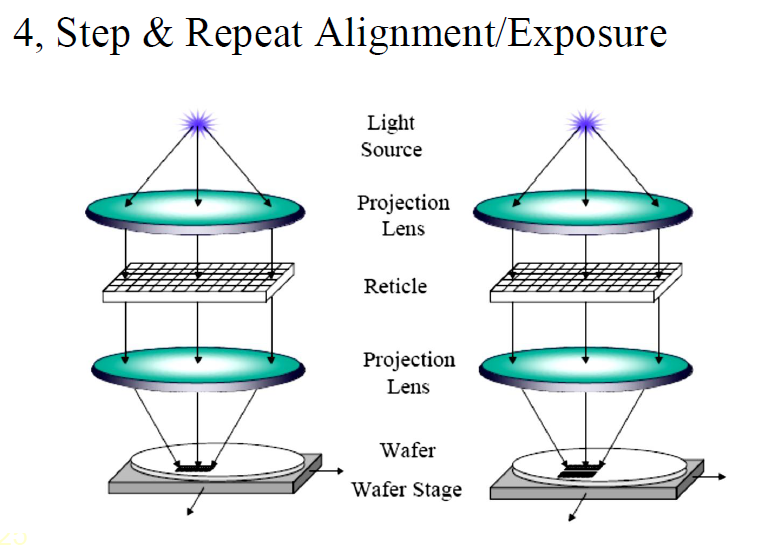 4, Step & Repeat Alignment/Exposure
Light
Source
Projection
Lens
Reticle
Projection
Lens
Wafer
Wafer Stage